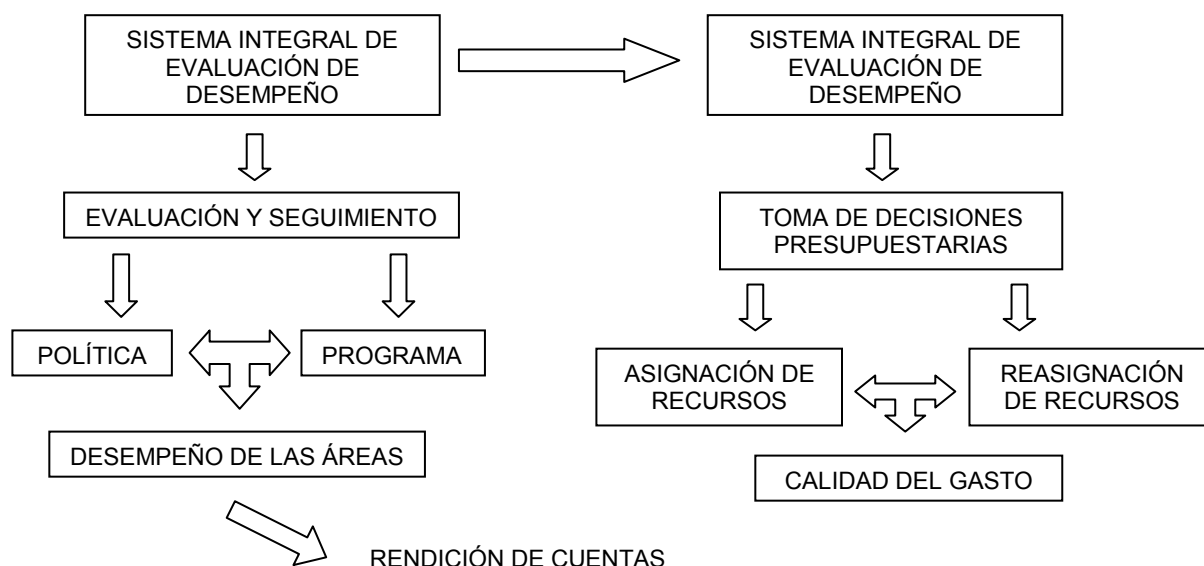 SISTEMA INTEGRAL DE
EVALUACIÓN DE
DESEMPEÑO
SISTEMA INTEGRAL DE
EVALUACIÓN DE
DESEMPEÑO
EVALUACIÓN Y SEGUIMIENTO
TOMA DE DECISIONES
PRESUPUESTARIAS
POLÍTICA
PROGRAMA
ASIGNACIÓN DE
RECURSOS
REASIGNACIÓN
DE RECURSOS
DESEMPEÑO DE LAS ÁREAS
CALIDAD DEL GASTO
RENDICIÓN DE CUENTAS